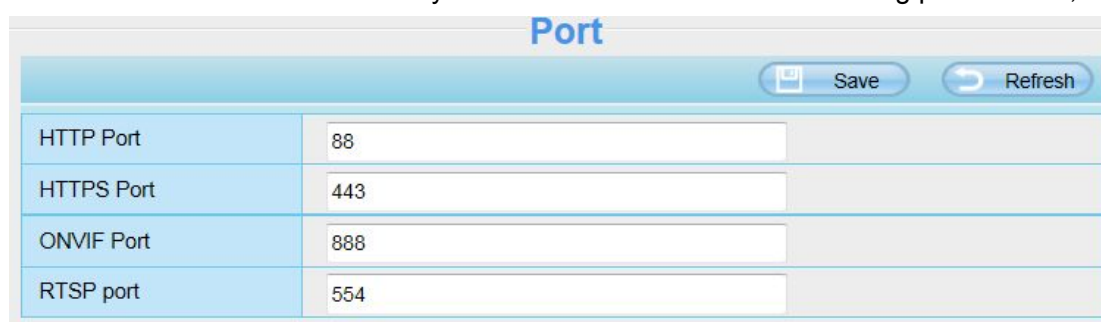 Port
Save Refresh
HTTP Port 88
HTTPS Port 443
ONVIF Port 888
RTSP port 554